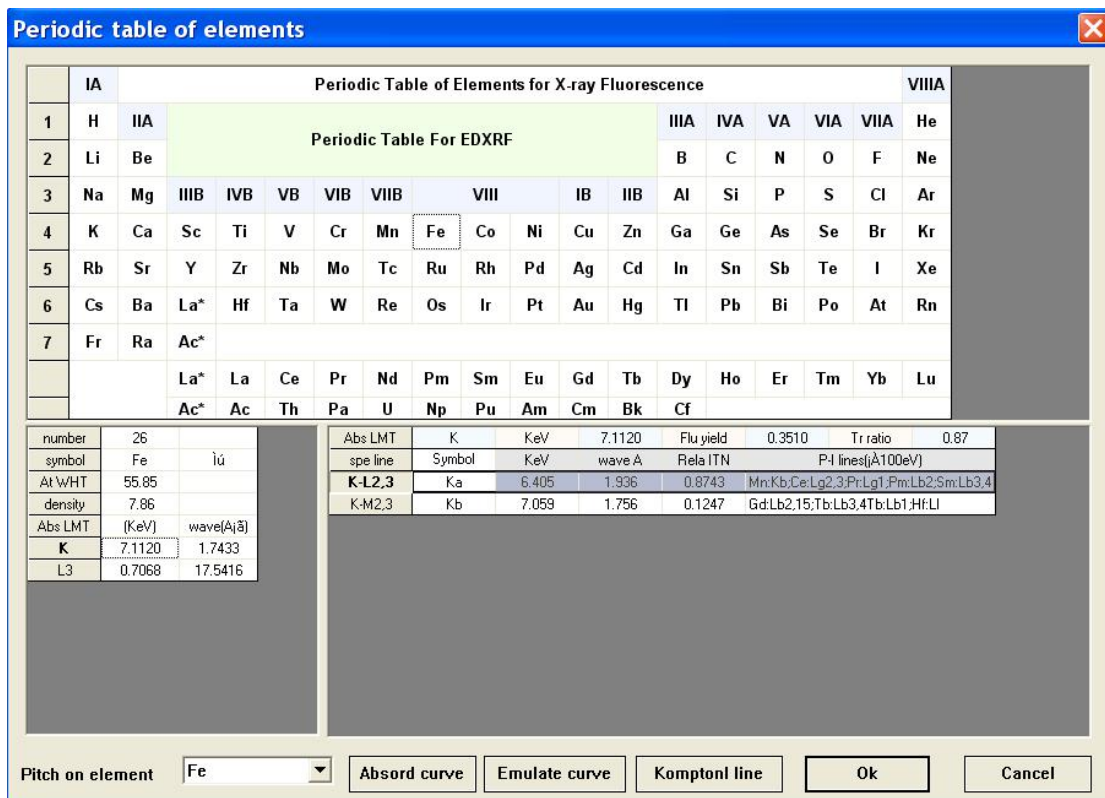 Periodic table of elements
IA Periodic Table of Elements for X-ray Fluorescence VIIIA
1 H IIA Periodic Table For EDXRF IIIA IVA VA VIA VIIA He
2 Li Be B C N O F Ne
3 Na Mg IIIB IVB VB VIB VIIB VIII IB IIB Al Si P S Cl Ar
4 K Ca Sc Ti V Cr Mn Fe Co Ni Cu Zn Ga Ge As Se Br Kr
5 Rb Sr Y Zr Nb Mo Tc Ru Rh Pd Ag Cd In Sn Sb Te I Xe
6 Cs Ba La* Hf Ta W Re Os Ir Pt Au Hg Tl Pb Bi Po At Rn
7 Fr Ra Ac*
La* La Ce Pr Nd Pm Sm Eu Gd Tb Dy Ho Er Tm Yb Lu
Ac* Ac Th Pa U Np Pu Am Cm Bk Cf
number 26
symbol Fe Ìú
At WHT 55.85
density 7.86
Abs LMT (KeV) wave(A¡ã)
K 7.1120 1.7433
L3 0.7068 17.5416
Abs LMT K KeV 7.1120 Flu yield 0.3510 Tr ratio 0.87
spe line Symbol KeV wave A Rela ITN P-I lines(¡À100eV)
K-L2,3 Ka 6.405 1.936 0.8743 Mn:Kb;Ce:Lg2,3;Pr:Lg1;Pm:Lb2;Sm:Lb3,4
K-M2,3 Kb 7.059 1.756 0.1247 Gd:Lb2,15;Tb:Lb3,4Tb:Lb1;Hf:Ll
Pitch on element Fe Absord curve Emulate curve Komptonl line Ok Cancel